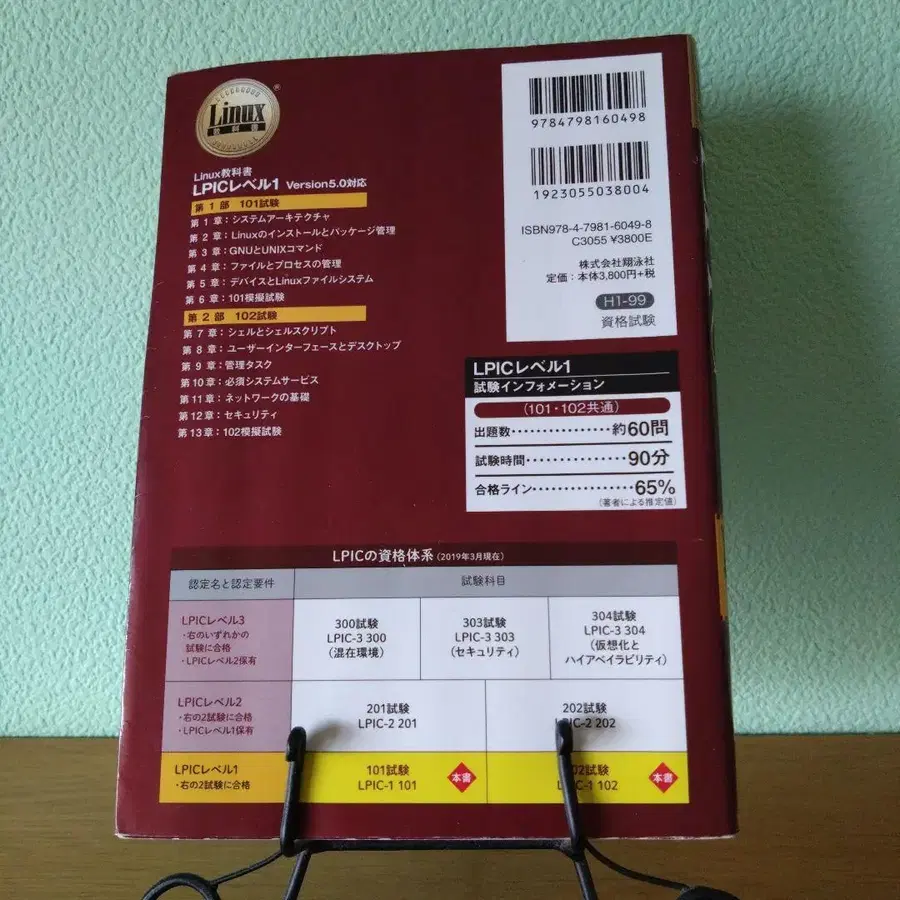 Linux
教科書
®
Linux教科書
LPICレベル1 Version5.0対応
第1部 101試験
第1章：システムアーキテクチャ
第2章：Linuxのインストールとパッケージ管理
第3章：GNUとUNIXコマンド
第4章：ファイルとプロセスの管理
第5章：デバイスとLinuxファイルシステム
第6章：101模擬試験
第2部 102試験
第7章：シェルとシェルスクリプト
第8章：ユーザーインターフェースとデスクトップ
第9章：管理タスク
第10章：必須システムサービス
第11章：ネットワークの基礎
第12章：セキュリティ
第13章：102模擬試験
9784798160498
1923055038004
ISBN978-4-7981-6049-8
C3055 ¥3800E
株式会社翔泳社
定価：本体3,800円+税
H1-99
資格試験
LPICレベル1
試験インフォメーション
(101・102共通)
出題数················約60問
試験時間··············90分
合格ライン···············65%
(著者による推定値)
LPICの資格体系(2019年3月現在)
認定名と認定要件 試験科目
LPICレベル3
・右のいずれかの
試験に合格
・LPICレベル2保有
300試験
LPIC-3 300
(混在環境)
303試験
LPIC-3 303
(セキュリティ)
304試験
LPIC-3 304
(仮想化と
ハイアベイラビリティ)
LPICレベル2
・右の2試験に合格
・LPICレベル1保有
201試験
LPIC-2 201
202試験
IC-2 202
LPICレベル1
・右の2試験に合格
101試験
LPIC-1 101
本書
02試験
IC-1 102
本書